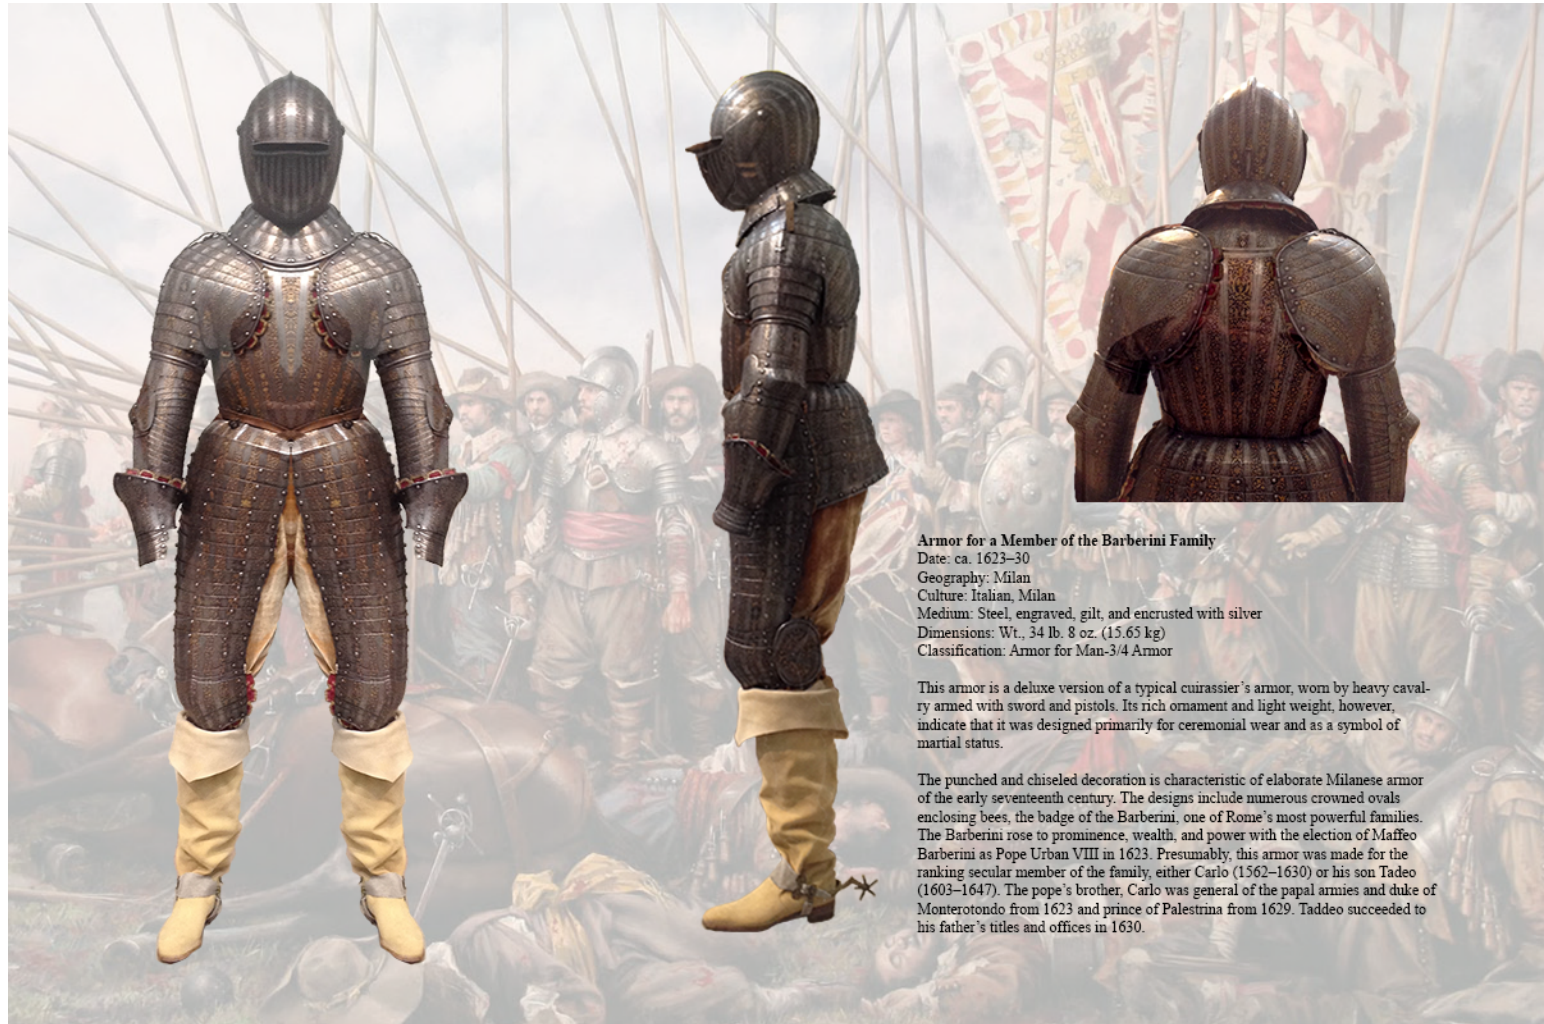 Armor for a Member of the Barberini Family
Date: ca. 1623–30
Geography: Milan
Culture: Italian, Milan
Medium: Steel, engraved, gilt, and encrusted with silver
Dimensions: Wt., 34 lb. 8 oz. (15.65 kg)
Classification: Armor for Man-3/4 Armor
This armor is a deluxe version of a typical cuirassier’s armor, worn by heavy caval-
ry armed with sword and pistols. Its rich ornament and light weight, however,
indicate that it was designed primarily for ceremonial wear and as a symbol of
martial status.
The punched and chiseled decoration is characteristic of elaborate Milanese armor
of the early seventeenth century. The designs include numerous crowned ovals
enclosing bees, the badge of the Barberini, one of Rome’s most powerful families.
The Barberini rose to prominence, wealth, and power with the election of Maffeo
Barberini as Pope Urban VIII in 1623. Presumably, this armor was made for the
ranking secular member of the family, either Carlo (1562–1630) or his son Tadeo
(1603–1647). The pope’s brother, Carlo was general of the papal armies and duke of
Monterotondo from 1623 and prince of Palestrina from 1629. Taddeo succeeded to
his father’s titles and offices in 1630.